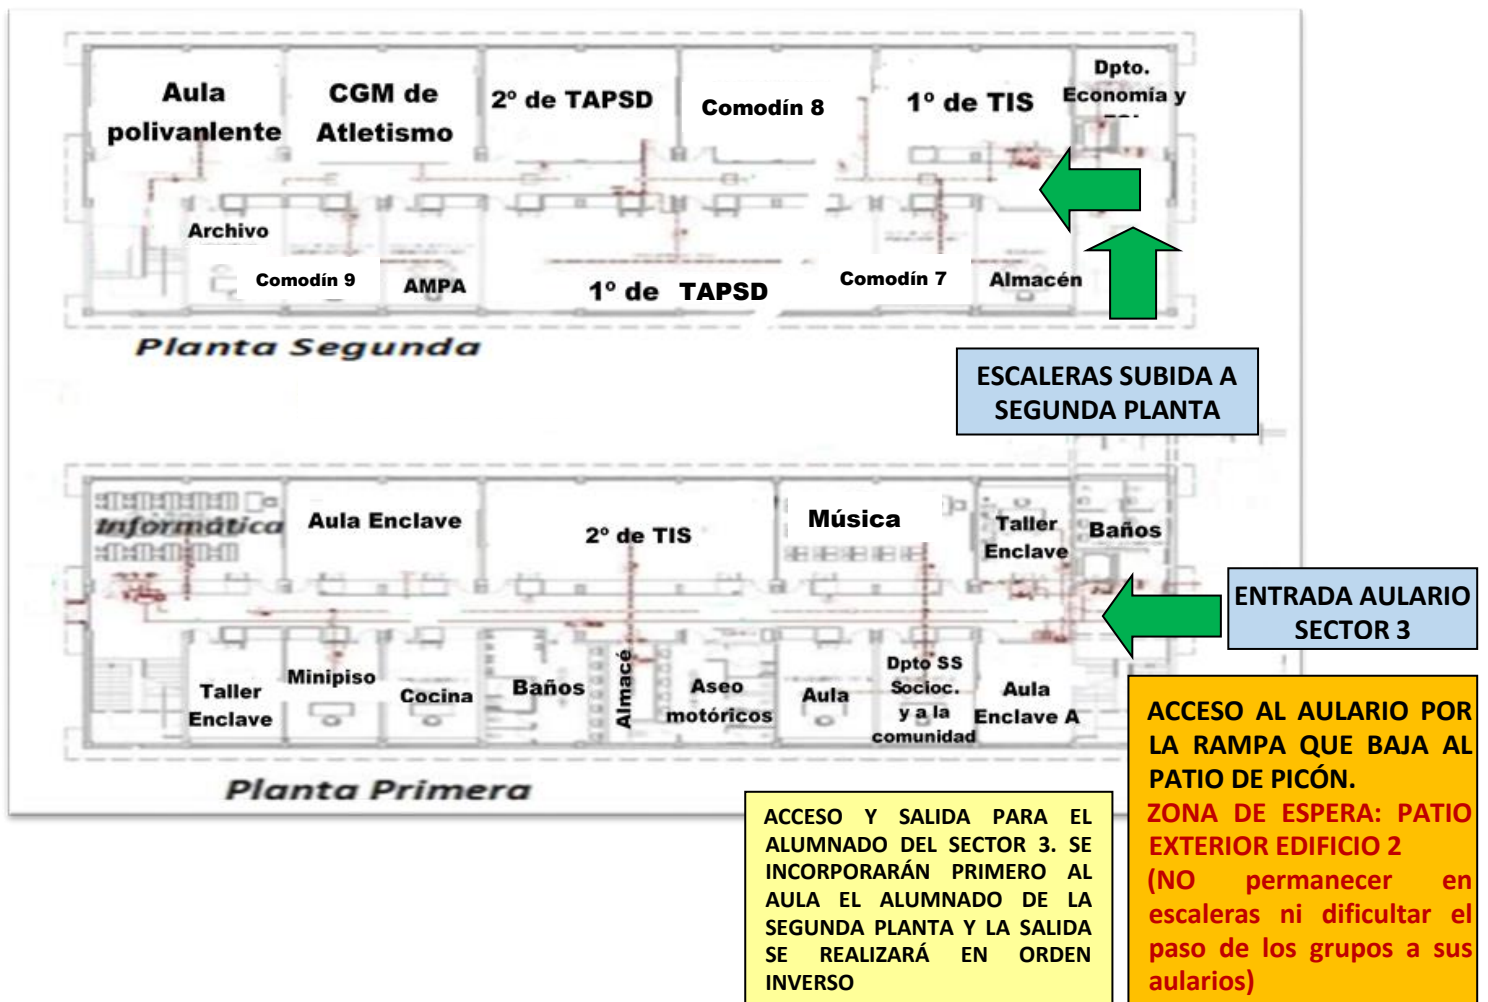 Aula
polivanlente
CGM de
Atletismo
2º de TAPSD
Comodín 8
1º de TIS
Dpto.
Economía y
Archivo
Comodín 9
AMPA
1º de TAPSD
Comodín 7
Almacén
Planta Segunda
ESCALERAS SUBIDA A
SEGUNDA PLANTA
Informática
Aula Enclave
2º de TIS
Música
Taller
Enclave
Baños
ENTRADA AULARIO
SECTOR 3
Taller
Enclave
Minipiso
Cocina
Baños
Almacé
Aseo
motóricos
Aula
Dpto SS
Socioc.
y a la
comunidad
Aula
Enclave A
Planta Primera
ACCESO Y SALIDA PARA EL
ALUMNADO DEL SECTOR 3. SE
INCORPORARÁN PRIMERO AL
AULA EL ALUMNADO DE LA
SEGUNDA PLANTA Y LA SALIDA
SE REALIZARÁ EN ORDEN
INVERSO
ACCESO AL AULARIO POR
LA RAMPA QUE BAJA AL
PATIO DE PICÓN.
ZONA DE ESPERA: PATIO
EXTERIOR EDIFICIO 2
(NO permanecer en
escaleras ni dificultar el
paso de los grupos a sus
aularios)